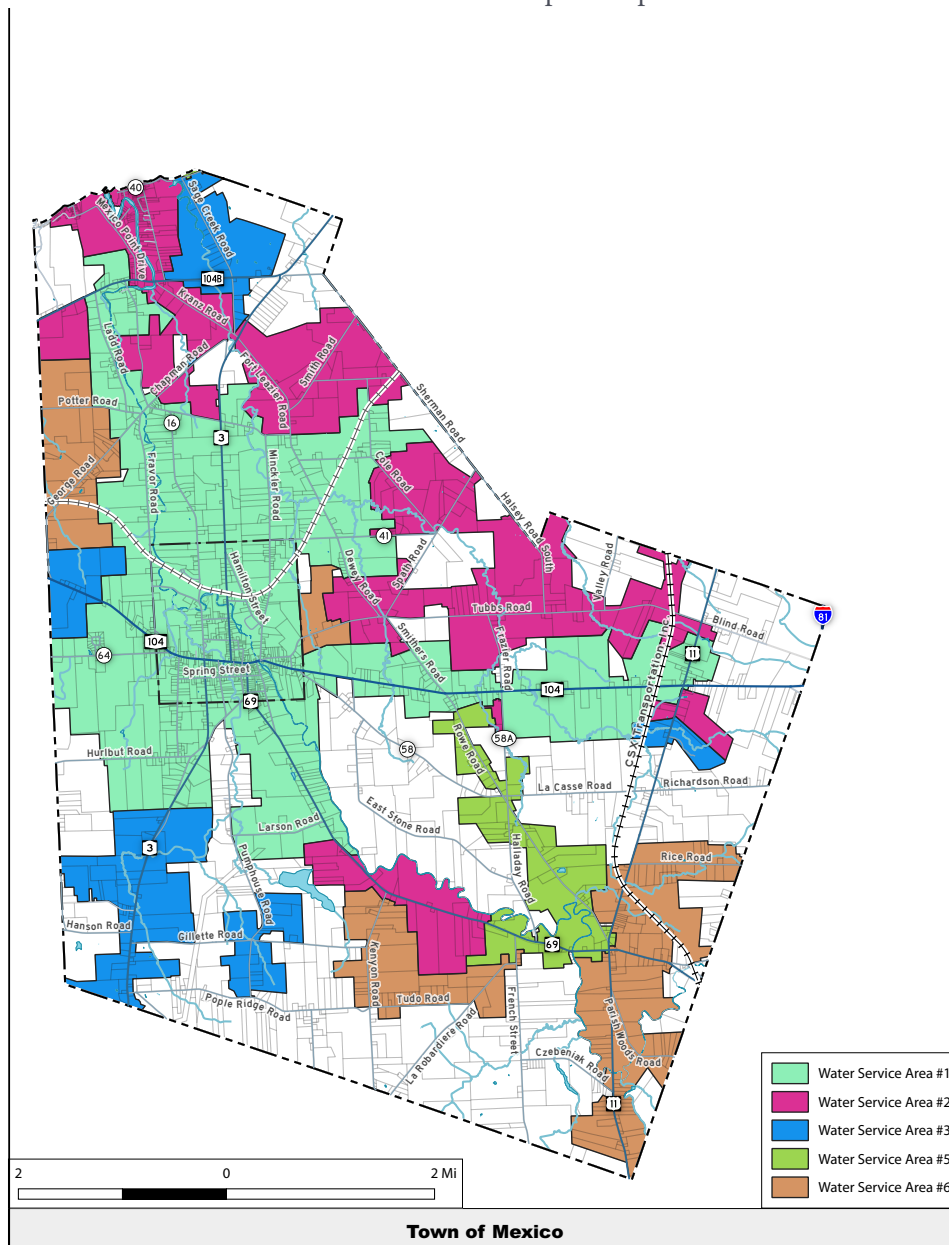 40
Sage Creek Road
Mexico Point Drive
104B
Kranz Road
Ladd Road
Chapman Road
Fort Leazier Road
Smith Road
Sherman Road
Potter Road
16
3
George Road
Fravor Road
Minckler Road
Cole Road
Halsey Road South
41
Hamilton Street
Dewey Road
Spath Road
Valley Road
Tubbs Road
Blind Road
81
Smithers Road
Frazier Road
104
64
Spring Street
11
69
104
CSX Transportation Inc
Rowe Road
58A
58
Hurlbut Road
La Casse Road
Richardson Road
East Stone Road
Larson Road
3
Halladay Road
Rice Road
Pumphouse Road
Hanson Road
Gillette Road
69
Kenyon Road
Tudo Road
Pople Ridge Road
French Street
La Robardiere Road
Parish Woods Road
Czebeniak Road
11
Water Service Area #1
Water Service Area #2
Water Service Area #3
Water Service Area #5
Water Service Area #6
2 0 2 Mi
Town of Mexico